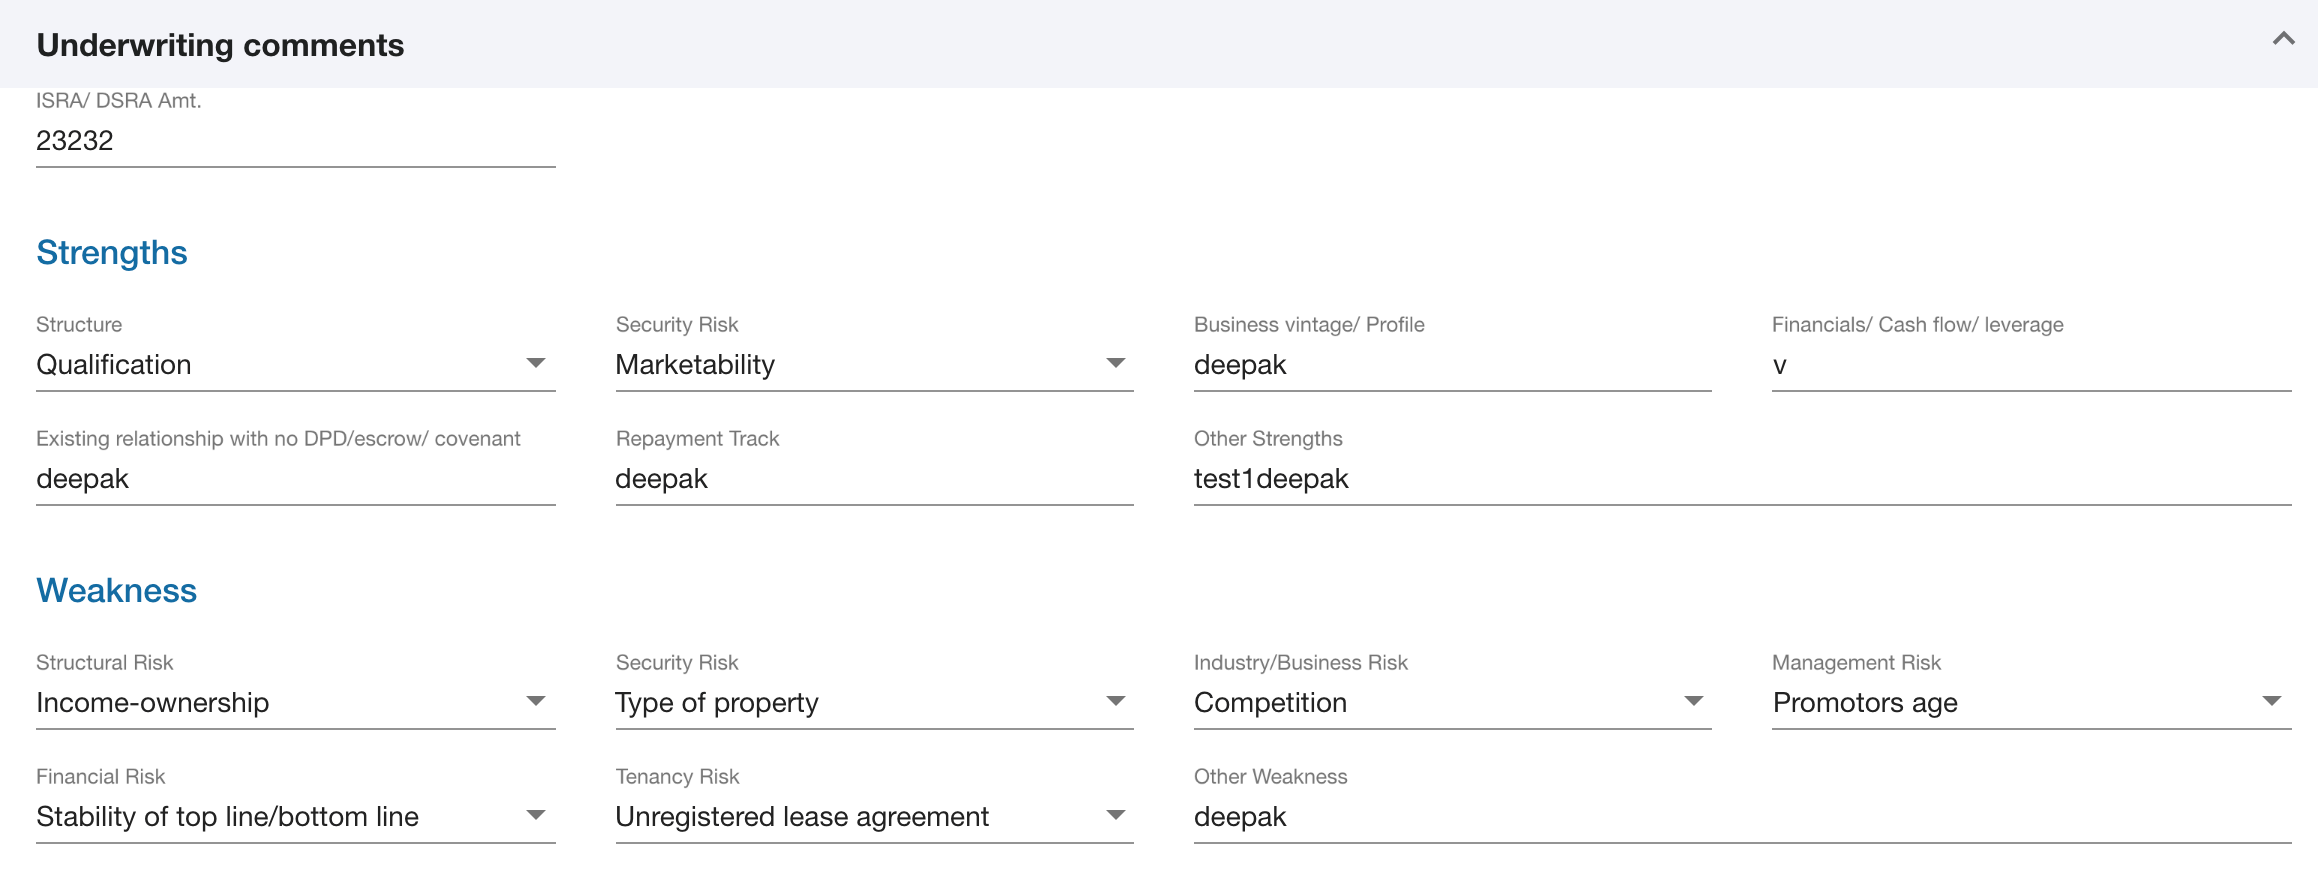 Underwriting comments
ISRA/ DSRA Amt.
23232
Strengths
Structure
Qualification
Security Risk
Marketability
Business vintage/ Profile
deepak
Financials/ Cash flow/ leverage
v
Existing relationship with no DPD/escrow/ covenant
deepak
Repayment Track
deepak
Other Strengths
test1deepak
Weakness
Structural Risk
Income-ownership
Security Risk
Type of property
Industry/Business Risk
Competition
Management Risk
Promotors age
Financial Risk
Stability of top line/bottom line
Tenancy Risk
Unregistered lease agreement
Other Weakness
deepak